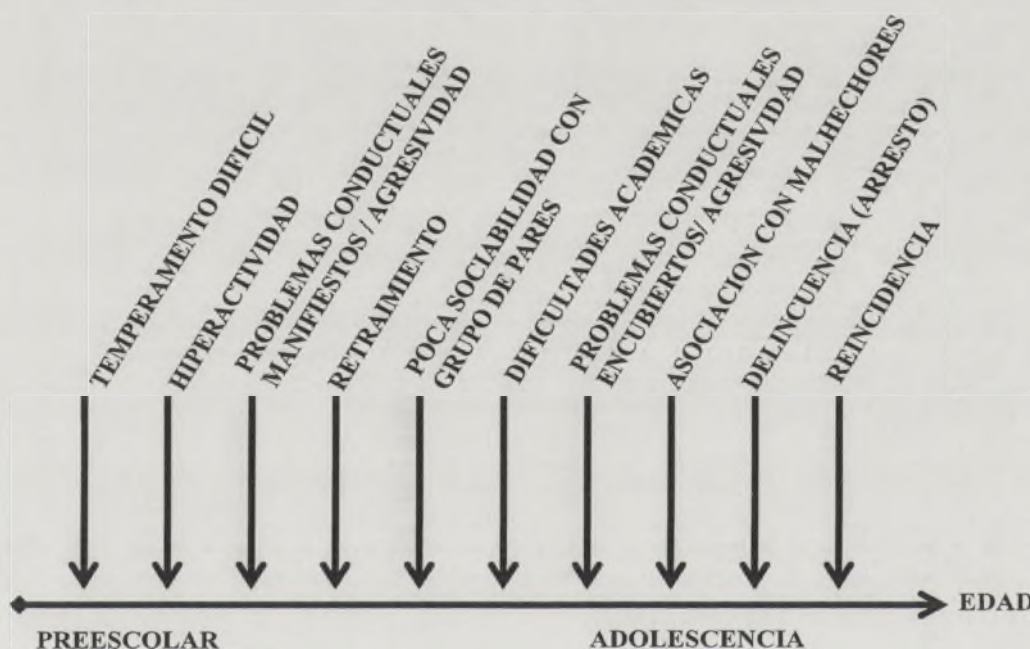 TEMPERAMENTO DIFICIL
HIPERACTIVIDAD
PROBLEMAS CONDUCTUALES
MANIFIESTOS / AGRESIVIDAD
RETRAIMIENTO
POCA SOCIABILIDAD CON
GRUPO DE PARES
DIFICULTADES ACADEMICAS
PROBLEMAS CONDUCTUALES
ENCUBIERTOS/ AGRESIVIDAD
ASOCIACION CON MALHECHORES
DELINCUENCIA (ARRESTO)
REINCIDENCIA
EDAD
PREESCOLAR
ADOLESCENCIA